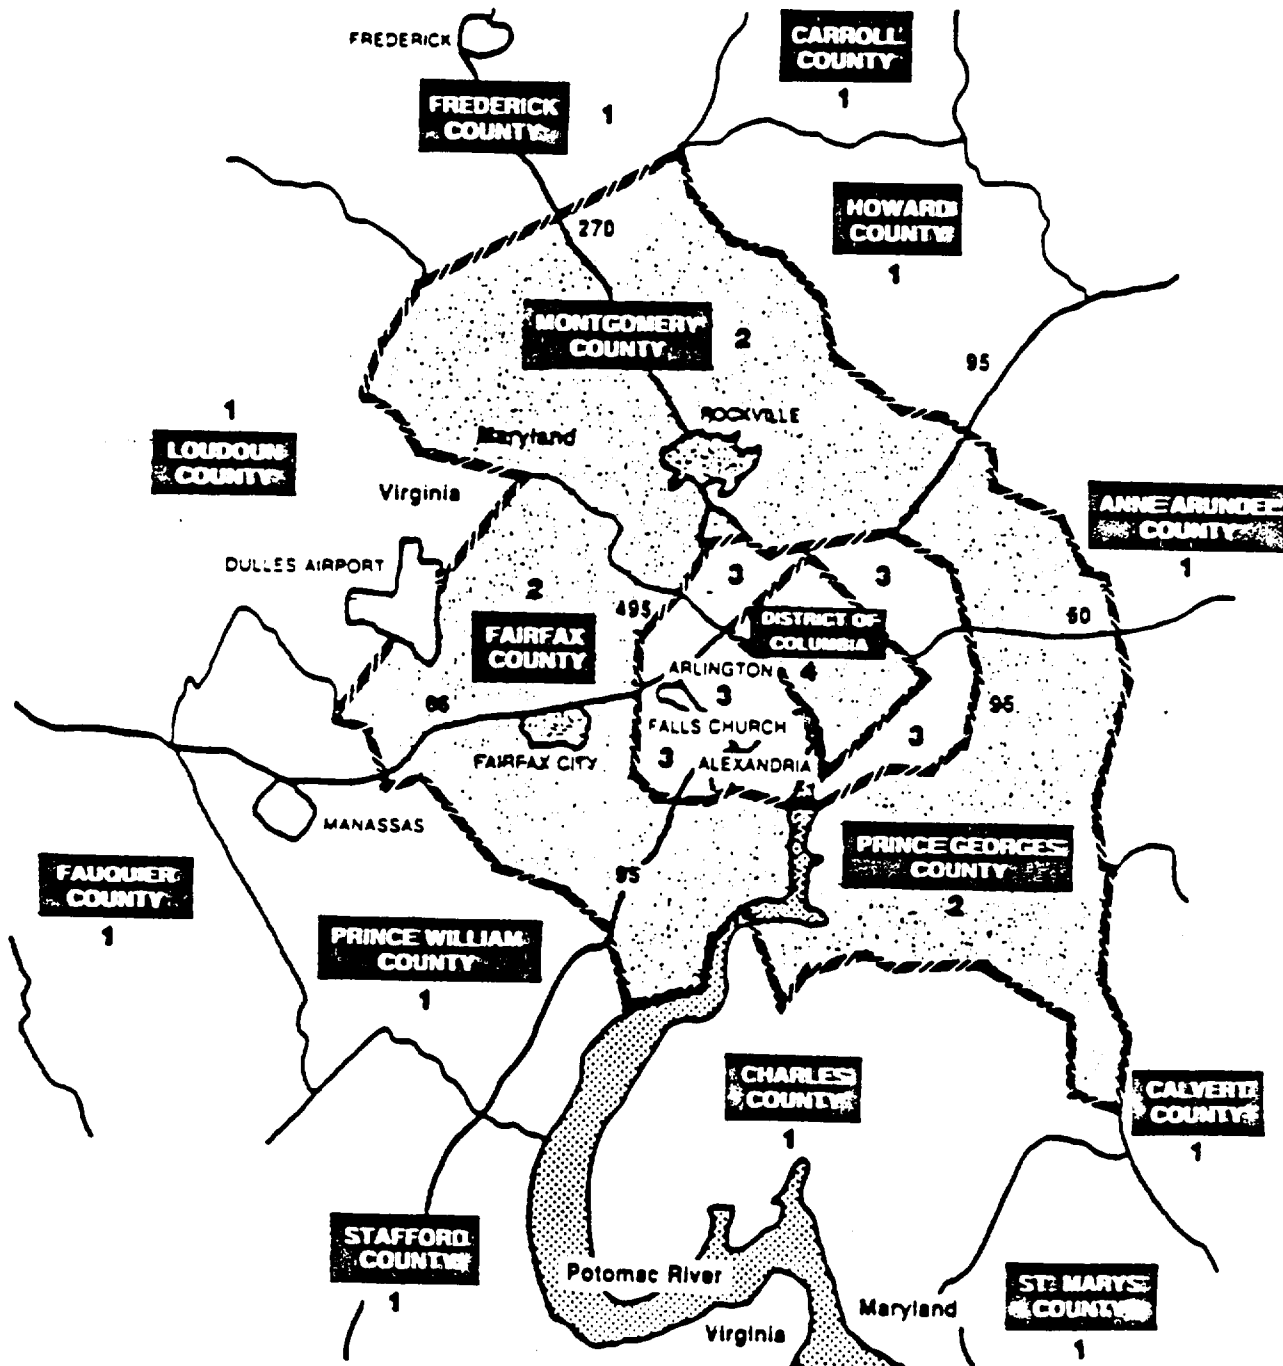 FREDERICK
CARROLL
COUNTY
1
FREDERICK
COUNTY
1
HOWARD
COUNTY
1
270
MONTGOMERY
COUNTY
2
95
1
LOUDOUN
COUNTY
ROCKVILLE
Maryland
Virginia
ANNE ARUNDEL
COUNTY
1
DULLES AIRPORT
3
3
2
495
50
FAIRFAX
COUNTY
DISTRICT OF
COLUMBIA
4
ARLINGTON
3
66
95
FALLS CHURCH
3
3
FAIRFAX CITY
ALEXANDRIA
MANASSAS
PRINCE GEORGES
COUNTY
2
FAUQUIER
COUNTY
1
95
PRINCE WILLIAM
COUNTY
1
CHARLES
COUNTY
1
CALVERT
COUNTY
1
STAFFORD
COUNTY
1
Potomac River
Maryland
Virginia
ST MARYS
COUNTY
1